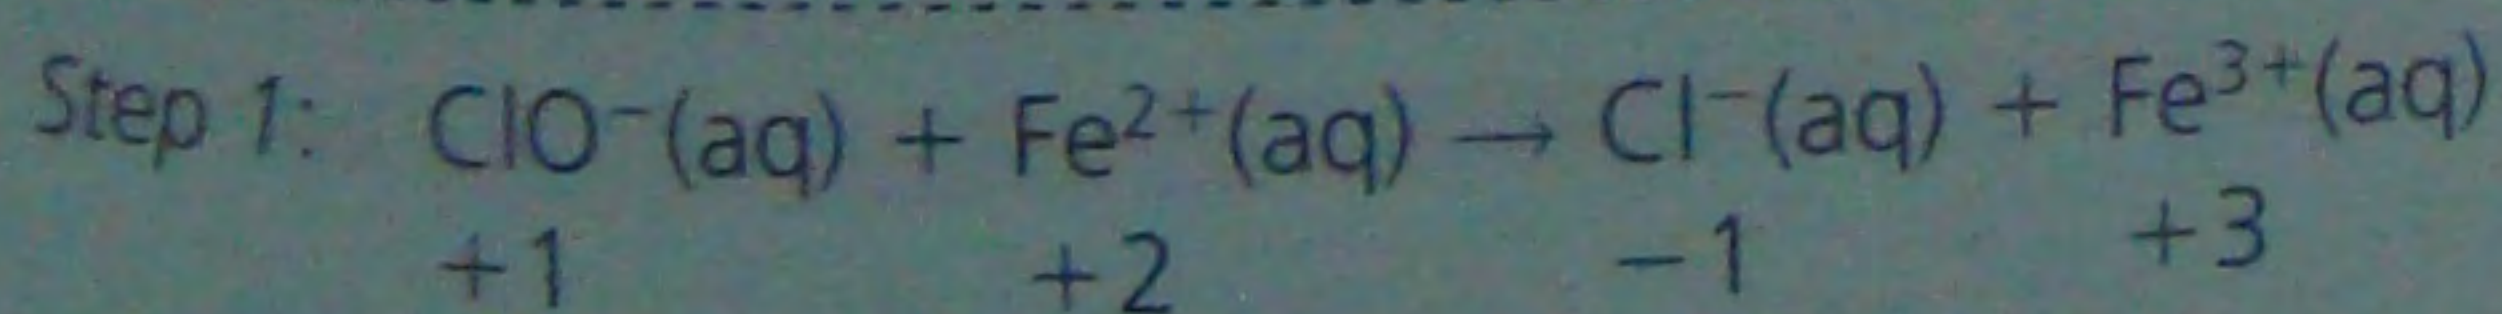 Step 1: ClO⁻(aq) + Fe²⁺(aq) → Cl⁻(aq) + Fe³⁺(aq)
+1 +2 −1 +3